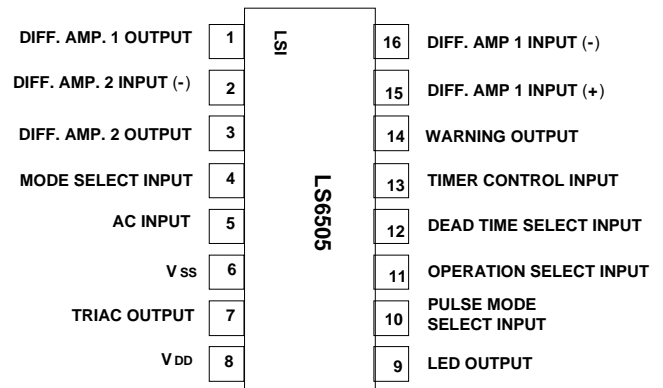 DIFF. AMP. 1 OUTPUT 1
DIFF. AMP. 2 INPUT (-) 2
DIFF. AMP. 2 OUTPUT 3
MODE SELECT INPUT 4
AC INPUT 5
VSS 6
TRIAC OUTPUT 7
VDD 8
LSI
LS6505
16 DIFF. AMP 1 INPUT (-)
15 DIFF. AMP 1 INPUT (+)
14 WARNING OUTPUT
13 TIMER CONTROL INPUT
12 DEAD TIME SELECT INPUT
11 OPERATION SELECT INPUT
10 PULSE MODE
SELECT INPUT
9 LED OUTPUT